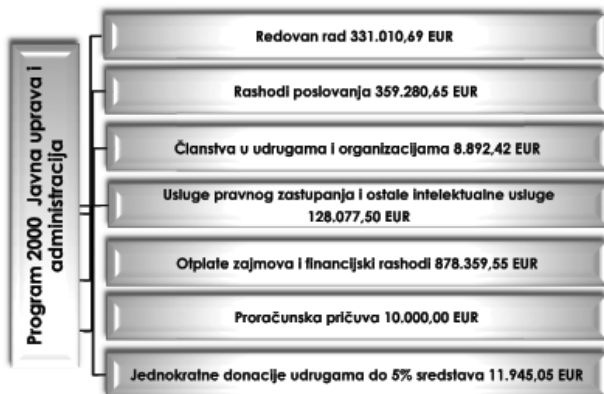 Program 2000 Javna uprava i
administracija
Redovan rad 331.010,69 EUR
Rashodi poslovanja 359.280,65 EUR
Članstva u udrugama i organizacijama 8.892,42 EUR
Usluge pravnog zastupanja i ostale intelektualne usluge
128.077,50 EUR
Otplate zajmova i financijski rashodi 878.359,55 EUR
Proračunska pričuva 10.000,00 EUR
Jednokratne donacije udrugama do 5% sredstava 11.945,05 EUR